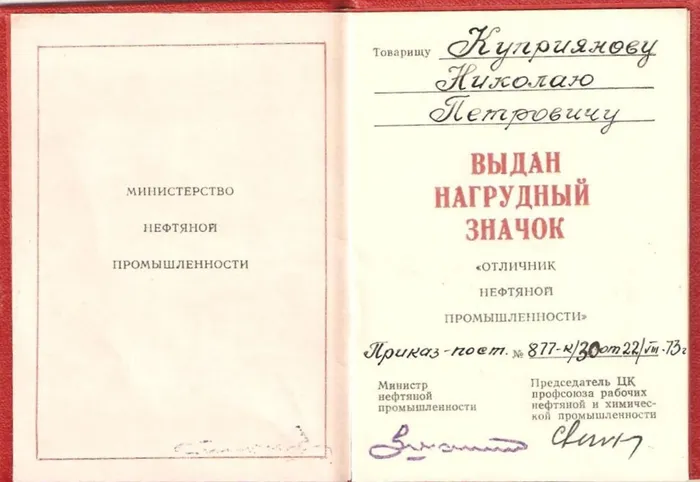 МИНИСТЕРСТВО
НЕФТЯНОЙ
ПРОМЫШЛЕННОСТИ
Товарищу Куприянову
Николаю
Петровичу
ВЫДАН
НАГРУДНЫЙ
ЗНАЧОК
«ОТЛИЧНИК
НЕФТЯНОЙ
ПРОМЫШЛЕННОСТИ»
Приказ-пост. № 877-к/30 от 22/VIII-73г
Министр
нефтяной
промышленности
Председатель ЦК
профсоюза рабочих
нефтяной и химичес-
кой промышленности